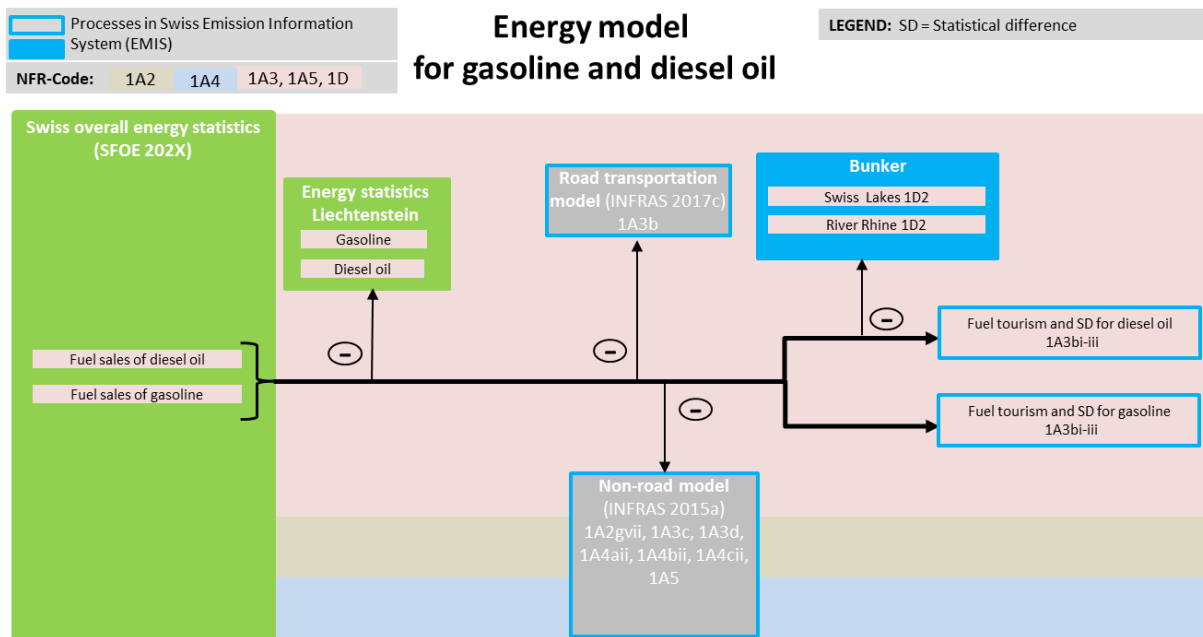 Processes in Swiss Emission Information
System (EMIS)
NFR-Code: 1A2 1A4 1A3, 1A5, 1D
Energy model
for gasoline and diesel oil
LEGEND: SD = Statistical difference
Swiss overall energy statistics
(SFOE 202X)
Energy statistics
Liechtenstein
Gasoline
Diesel oil
Road transportation
model (INFRAS 2017c)
1A3b
Bunker
Swiss Lakes 1D2
River Rhine 1D2
Fuel sales of diesel oil
Fuel sales of gasoline
-
-
-
-
Fuel tourism and SD for diesel oil
1A3bi-iii
Fuel tourism and SD for gasoline
1A3bi-iii
Non-road model
(INFRAS 2015a)
1A2gvii, 1A3c, 1A3d,
1A4aii, 1A4bii, 1A4cii,
1A5